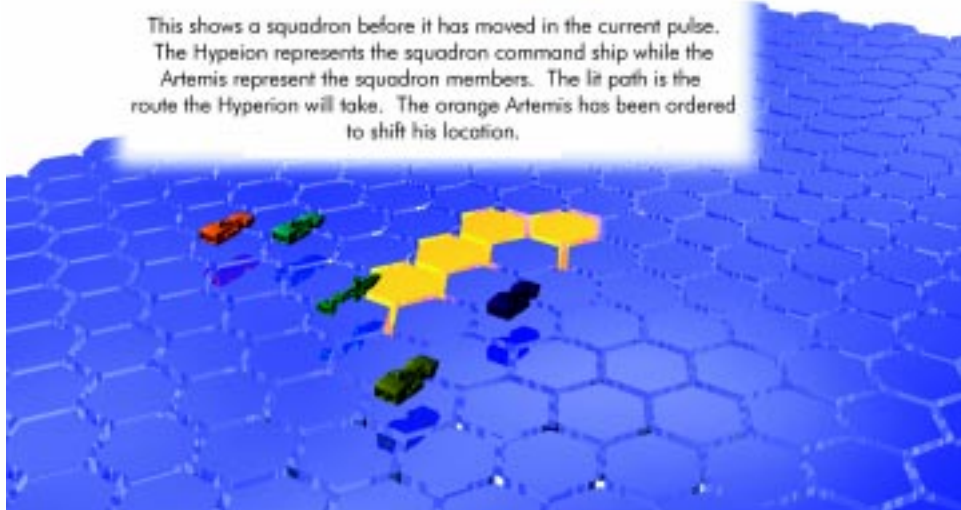 This shows a squadron before it has moved in the current pulse.
The Hypeion represents the squadron command ship while the
Artemis represent the squadron members. The lit path is the
route the Hyperion will take. The orange Artemis has been ordered
to shift his location.